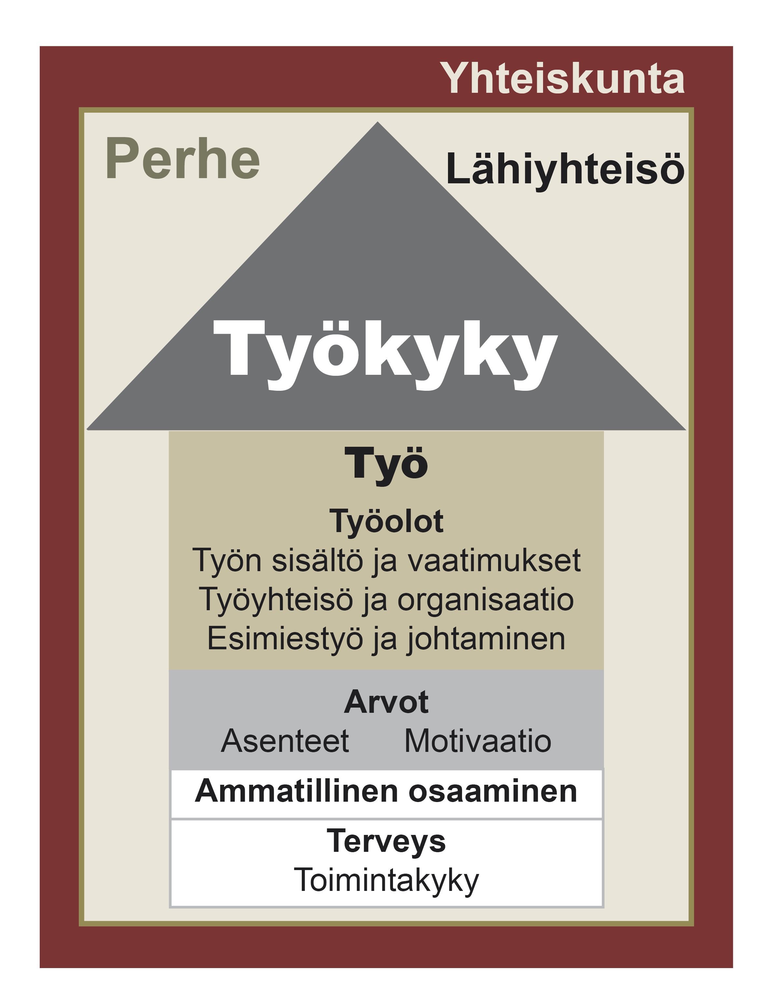 Yhteiskunta
Perhe
Lähiyhteisö
Työkyky
Työ
Työolot
Työn sisältö ja vaatimukset
Työyhteisö ja organisaatio
Esimiestyö ja johtaminen
Arvot
Asenteet Motivaatio
Ammatillinen osaaminen
Terveys
Toimintakyky